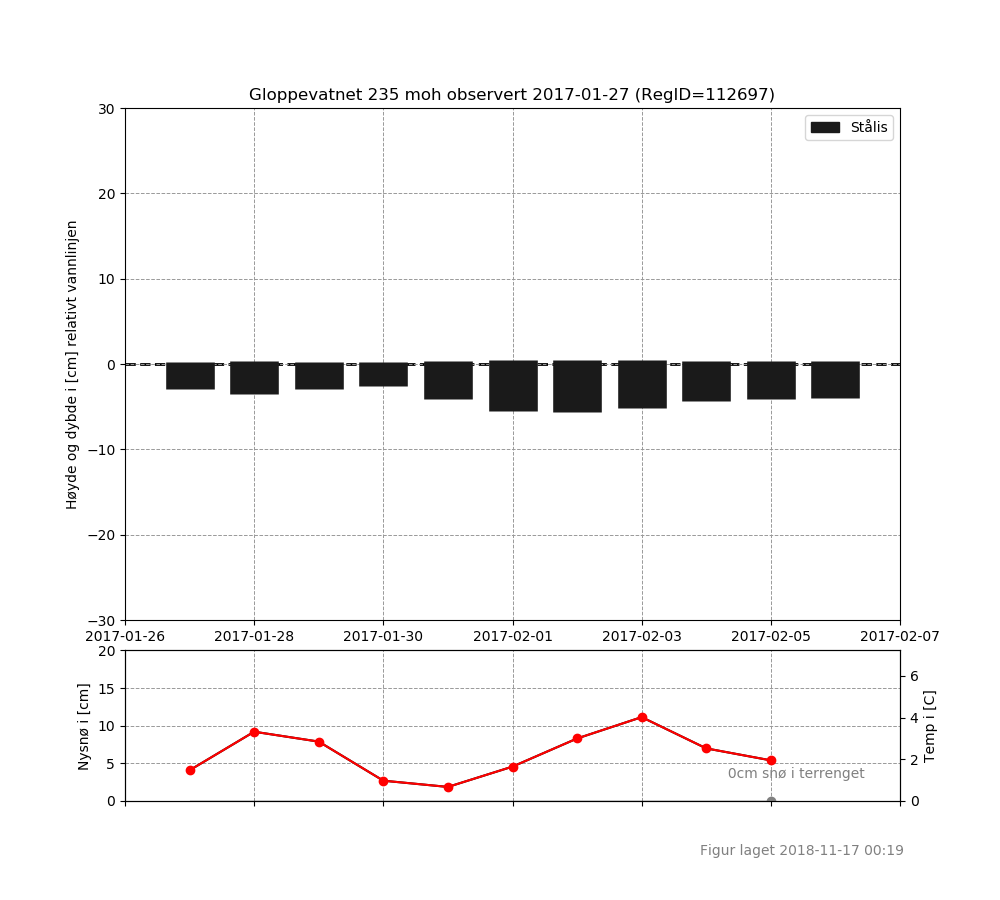 Gloppevatnet 235 moh observert 2017-01-27 (RegID=112697)
Stålis
30
20
10
0
−10
−20
−30
Høyde og dybde i [cm] relativt vannlinjen
2017-01-26 2017-01-28 2017-01-30 2017-02-01 2017-02-03 2017-02-05 2017-02-07
20
15
10
5
0
Nysnø i [cm]
6
4
2
0
Temp i [C]
0cm snø i terrenget
Figur laget 2018-11-17 00:19